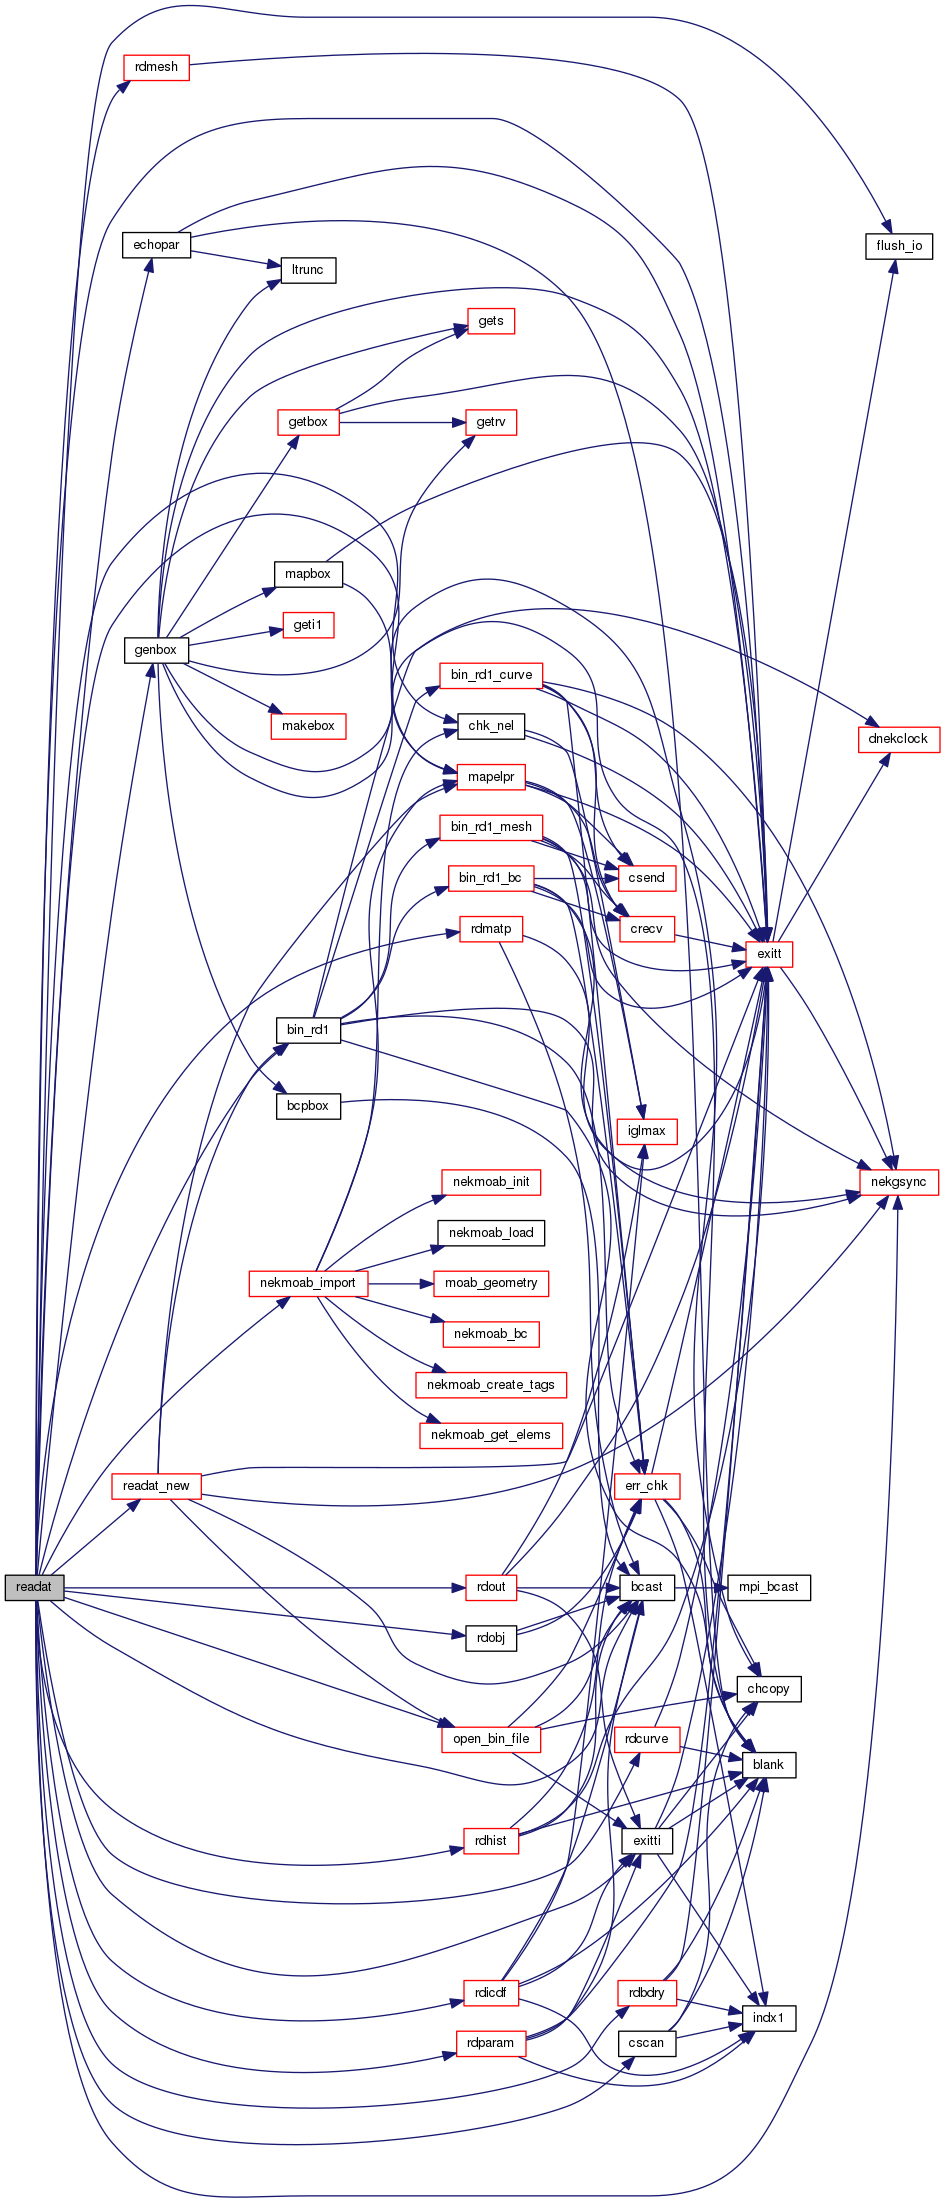 rdmesh
flush_io
echopar
ltrunc
gets
getbox
getrv
mapbox
geti1
genbox
bin_rd1_curve
makebox
chk_nel
dnekclock
mapelpr
bin_rd1_mesh
bin_rd1_bc
csend
rdmatp
crecv
exitt
bin_rd1
bcpbox
iglmax
nekmoab_init
nekgsync
nekmoab_load
nekmoab_import
moab_geometry
nekmoab_bc
nekmoab_create_tags
nekmoab_get_elems
readat_new
err_chk
readat
rdout
bcast
mpi_bcast
rdobj
chcopy
open_bin_file
rdcurve
blank
rdhist
exitti
rdicdf
rdbdry
indx1
rdparam
cscan